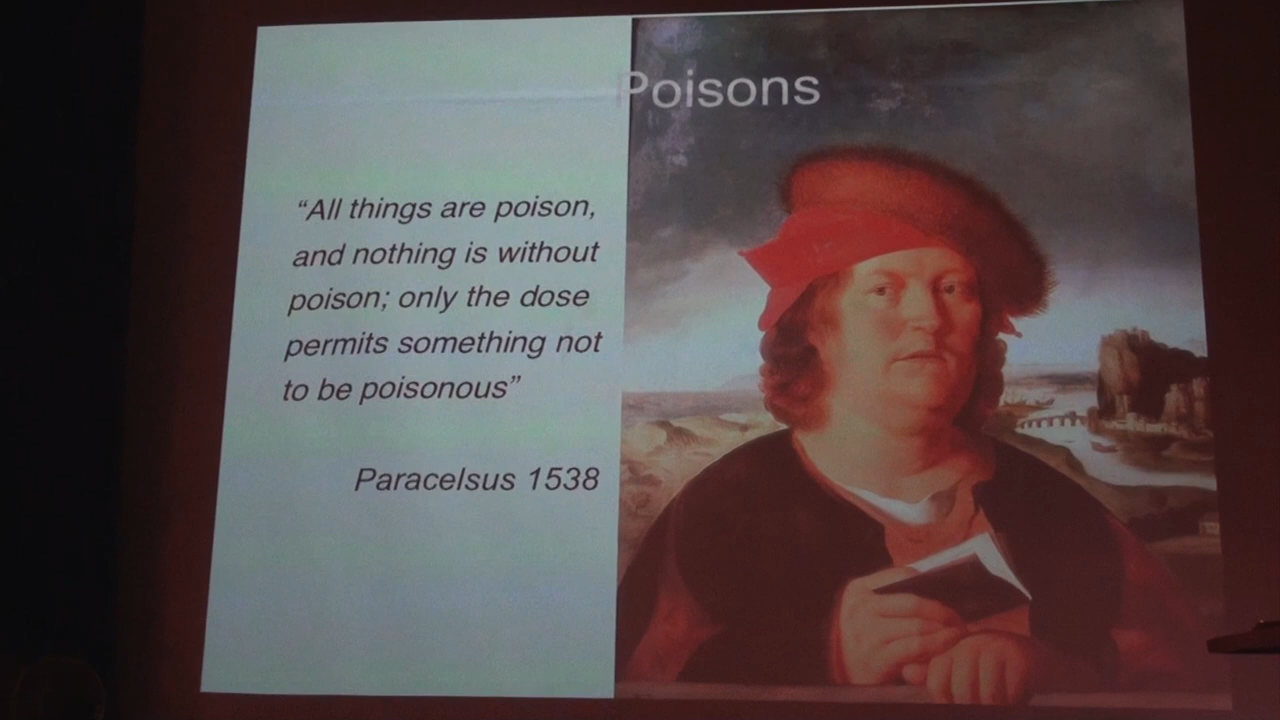 Poisons
“All things are poison,
and nothing is without
poison; only the dose
permits something not
to be poisonous”
Paracelsus 1538